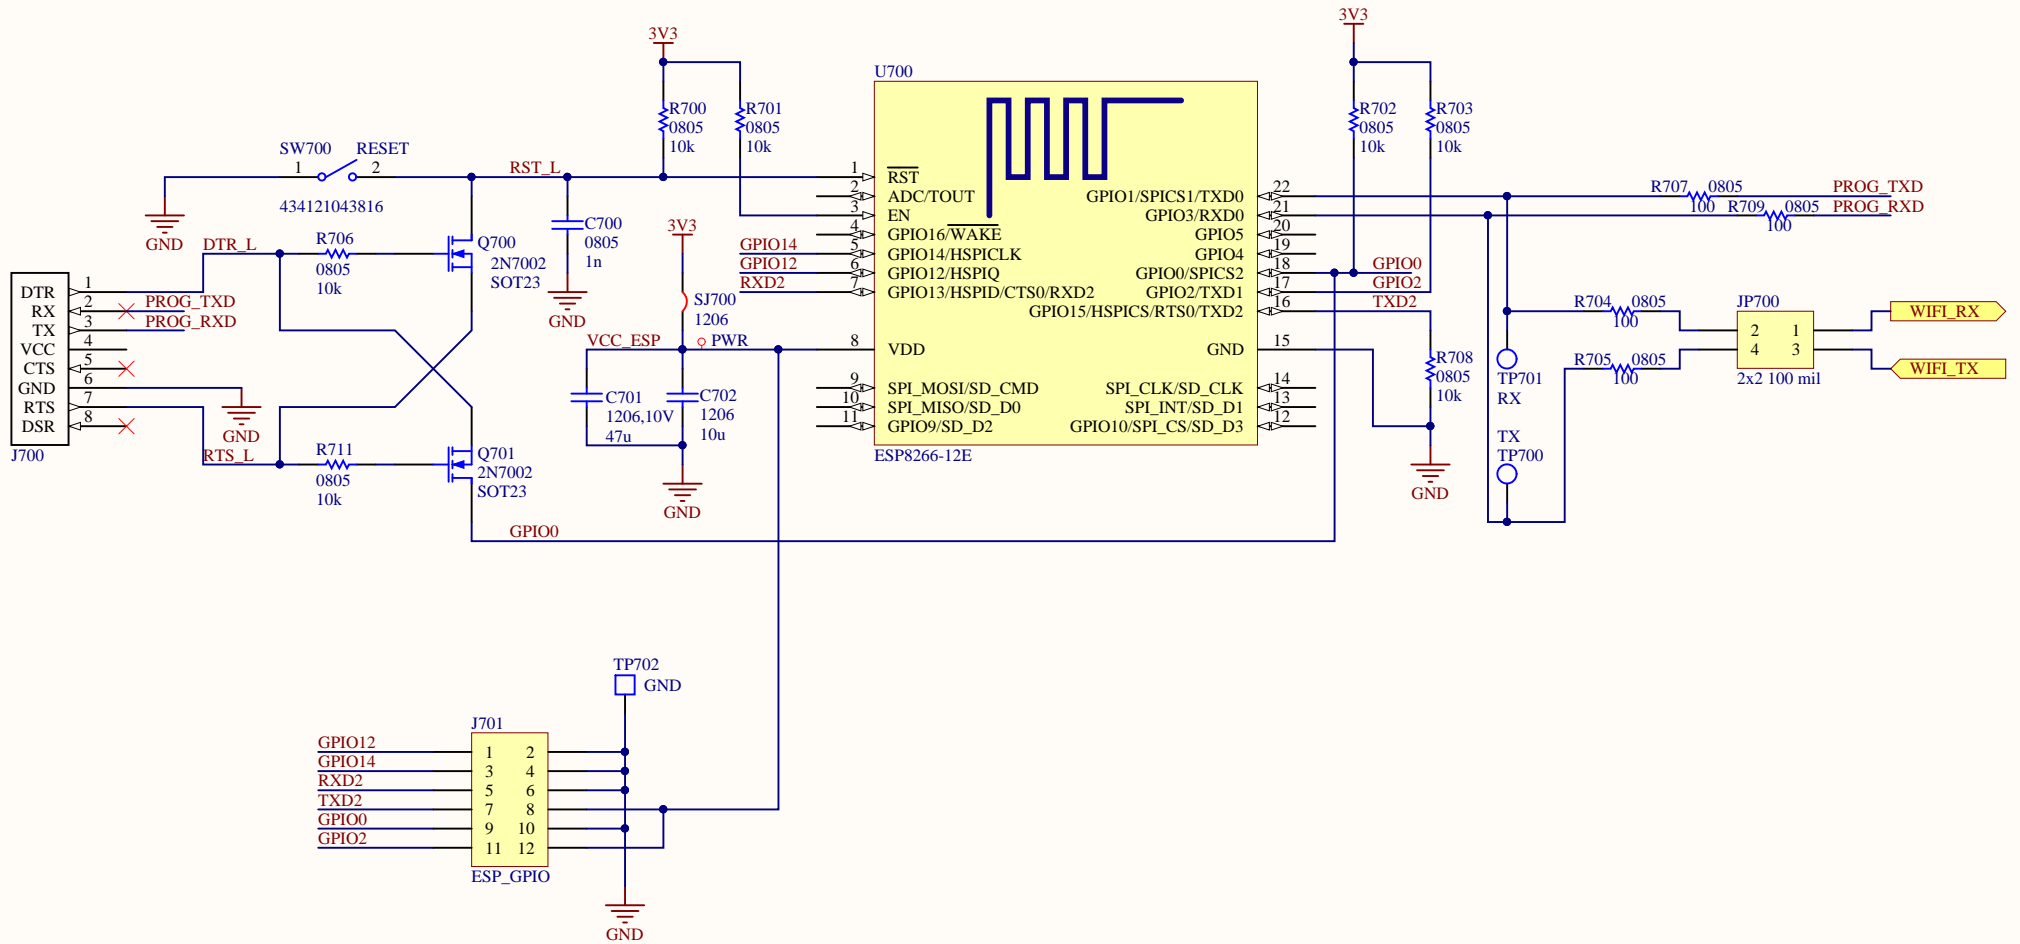 3V3
R700
0805
10k
R701
0805
10k
3V3
R702
0805
10k
R703
0805
10k
SW700 RESET
1 2
434121043816
GND
RST_L
C700
0805
1n
GND
DTR_L
R706
0805
10k
Q700
2N7002
SOT23
DTR 1
RX 2 PROG_TXD
TX 3 PROG_RXD
VCC 4
CTS 5
GND 6
RTS 7
DSR 8
J700
GND
RTS_L
R711
0805
10k
Q701
2N7002
SOT23
GPIO0
3V3
SJ700
1206
VCC_ESP
PWR
C701
1206,10V
47u
C702
1206
10u
GND
U700
1 RST
2 ADC/TOUT
3 EN
4 GPIO16/WAKE
GPIO14 5 GPIO14/HSPICLK
GPIO12 6 GPIO12/HSPIQ
RXD2 7 GPIO13/HSPID/CTS0/RXD2
8 VDD
9 SPI_MOSI/SD_CMD
10 SPI_MISO/SD_D0
11 GPIO9/SD_D2
GPIO1/SPICS1/TXD0 22
GPIO3/RXD0 21
GPIO5 20
GPIO4 19
GPIO0/SPICS2 18 GPIO0
GPIO2/TXD1 17 GPIO2
GPIO15/HSPICS/RTS0/TXD2 16 TXD2
GND 15
SPI_CLK/SD_CLK 14
SPI_INT/SD_D1 13
GPIO10/SPI_CS/SD_D3 12
ESP8266-12E
R708
0805
10k
GND
R707 0805 PROG_TXD
100
R709 0805 PROG_RXD
100
R704 0805
100
R705 0805
100
JP700
2 1
4 3
2x2 100 mil
WIFI_RX
WIFI_TX
TP701
RX
TX
TP700
TP702
GND
J701
GPIO12 1 2
GPIO14 3 4
RXD2 5 6
TXD2 7 8
GPIO0 9 10
GPIO2 11 12
ESP_GPIO
GND